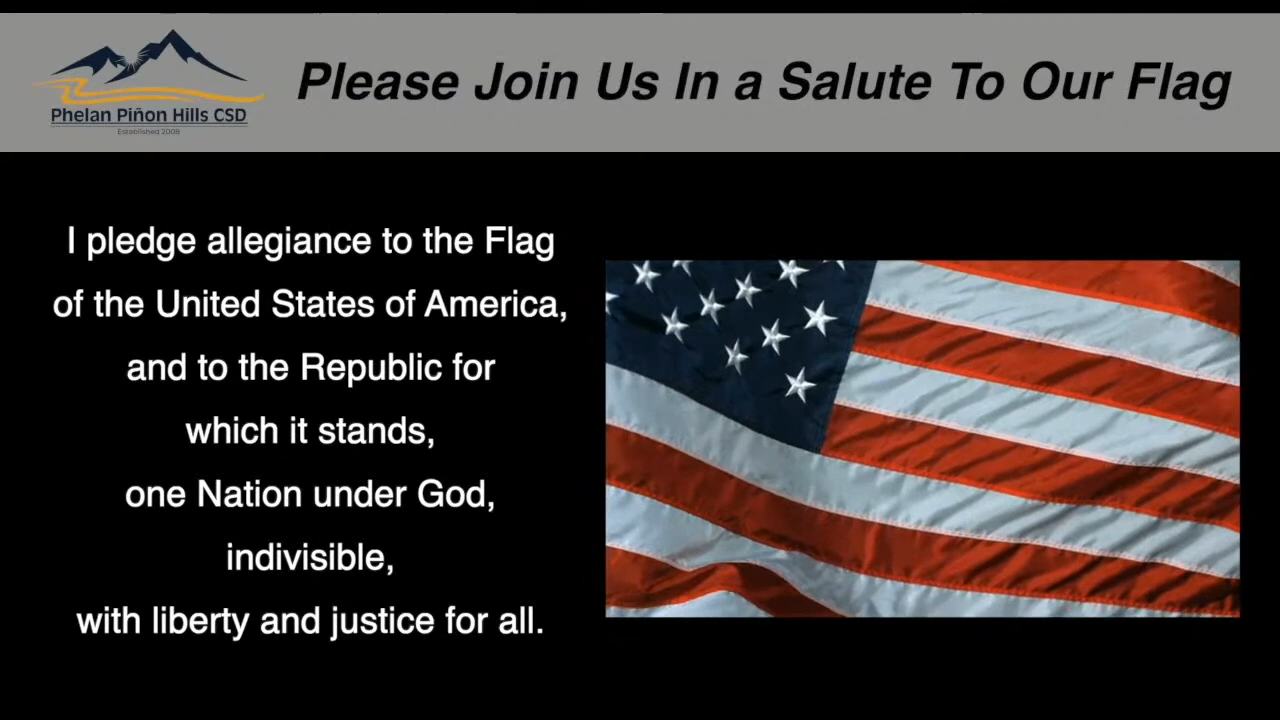 Please Join Us In a Salute To Our Flag
Phelan Piñon Hills CSD
Established 2008
I pledge allegiance to the Flag
of the United States of America,
and to the Republic for
which it stands,
one Nation under God,
indivisible,
with liberty and justice for all.